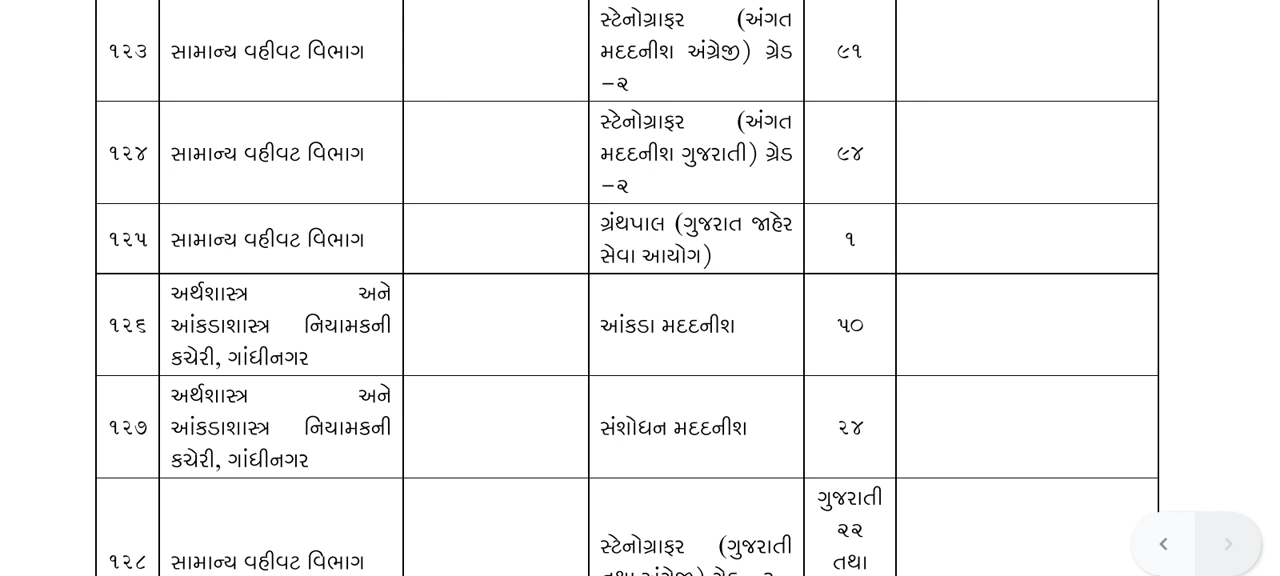 સ્ટેનોગ્રાફર (અંગત
૧૨૩ સામાન્ય વહીવટ વિભાગ મદદનીશ અંગ્રેજી) ગ્રેડ ૯૧
–૨
સ્ટેનોગ્રાફર (અંગત
૧૨૪ સામાન્ય વહીવટ વિભાગ મદદનીશ ગુજરાતી) ગ્રેડ ૯૪
–૨
ગ્રંથપાલ (ગુજરાત જાહેર
૧૨૫ સામાન્ય વહીવટ વિભાગ ૧
સેવા આયોગ)
અર્થશાસ્ત્ર અને
૧૨૬ આંકડાશાસ્ત્ર નિયામકની આંકડા મદદનીશ ૫૦
કચેરી, ગાંધીનગર
અર્થશાસ્ત્ર અને
૧૨૭ આંકડાશાસ્ત્ર નિયામકની સંશોધન મદદનીશ ૨૪
કચેરી, ગાંધીનગર
ગુજરાતી
૨૨
સ્ટેનોગ્રાફર (ગુજરાતી
૧૨૮ સામાન્ય વહીવટ વિભાગ તથા